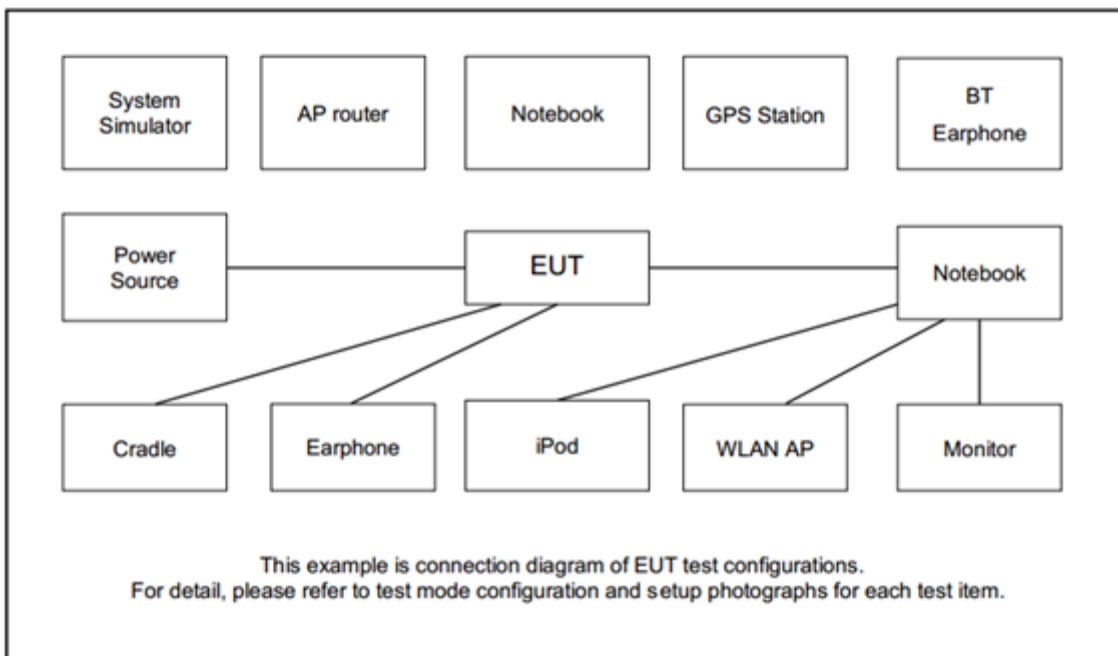 System
Simulator
AP router
Notebook
GPS Station
BT
Earphone
Power
Source
EUT
Notebook
Cradle
Earphone
iPod
WLAN AP
Monitor
This example is connection diagram of EUT test configurations.
For detail, please refer to test mode configuration and setup photographs for each test item.